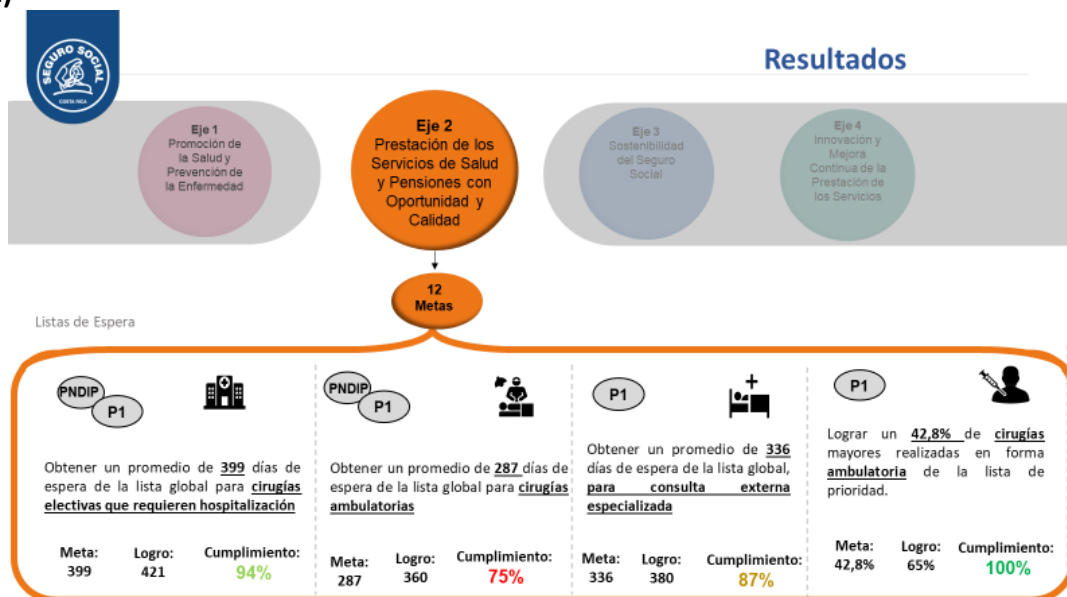 )
SEGURO SOCIAL
COSTA RICA
Resultados
Eje 1
Promoción de
la Salud y
Prevención de
la Enfermedad
Eje 2
Prestación de los
Servicios de Salud
y Pensiones con
Oportunidad y
Calidad
Eje 3
Sostenibilidad
del Seguro
Social
Eje 4
Innovación y
Mejora
Continua de la
Prestación de
los Servicios
12
Metas
Listas de Espera
PNDIP
P1
Obtener un promedio de 399 días de
espera de la lista global para cirugías
electivas que requieren hospitalización
Meta:
399
Logro:
421
Cumplimiento:
94%
PNDIP
P1
Obtener un promedio de 287 días de
espera de la lista global para cirugías
ambulatorias
Meta:
287
Logro:
360
Cumplimiento:
75%
P1
Obtener un promedio de 336
días de espera de la lista global,
para consulta externa
especializada
Meta:
336
Logro:
380
Cumplimiento:
87%
P1
Lograr un 42,8% de cirugías
mayores realizadas en forma
ambulatoria de la lista de
prioridad.
Meta:
42,8%
Logro:
65%
Cumplimiento:
100%